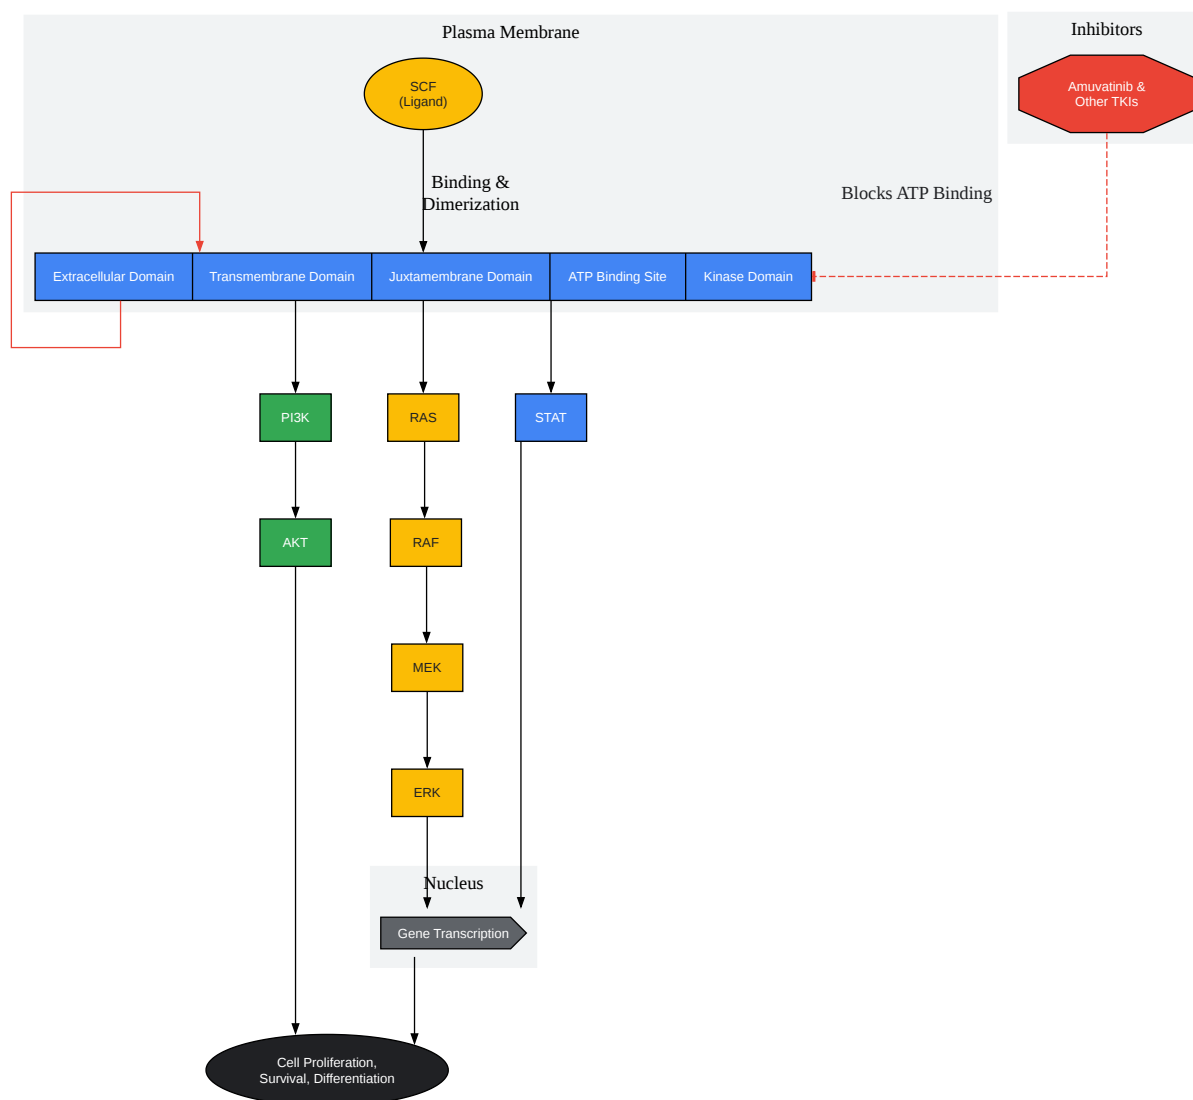 Plasma Membrane
Inhibitors
SCF
(Ligand)
Amuvatinib &
Other TKIs
Binding &
Dimerization
Blocks ATP Binding
Extracellular Domain
Transmembrane Domain
Juxtamembrane Domain
ATP Binding Site
Kinase Domain
PI3K
RAS
STAT
AKT
RAF
MEK
ERK
Nucleus
Gene Transcription
Cell Proliferation,
Survival, Differentiation